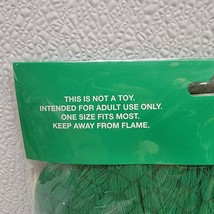 THIS IS NOT A TOY.
INTENDED FOR ADULT USE ONLY.
ONE SIZE FITS MOST.
KEEP AWAY FROM FLAME.